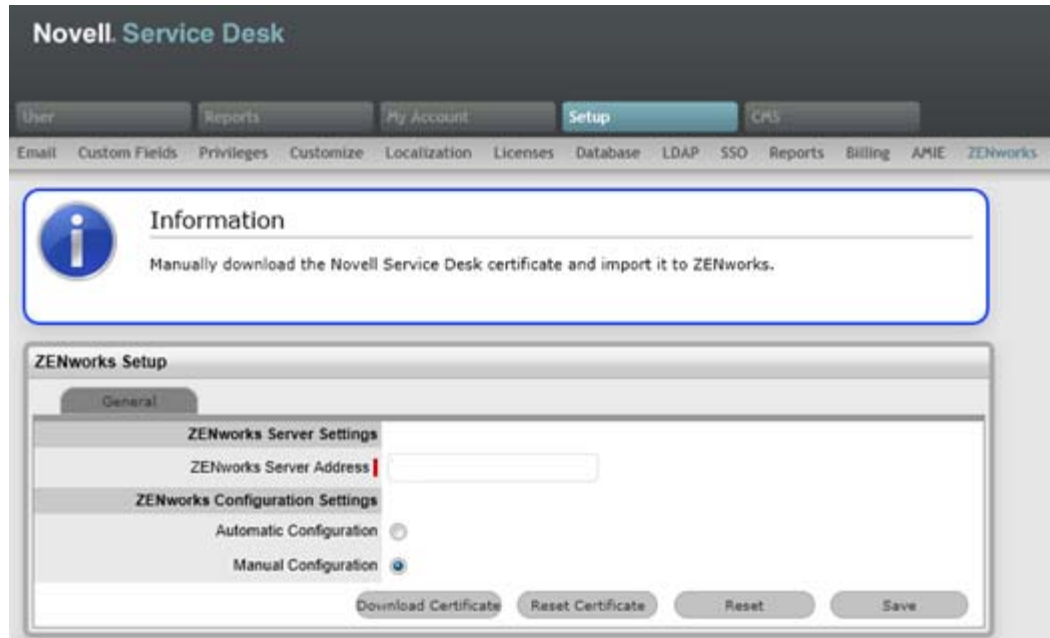 Novell. Service Desk
User Reports My Account Setup CMS
Email Custom Fields Privileges Customize Localization Licenses Database LDAP SSO Reports Billing AMIE ZENworks
Information
Manually download the Novell Service Desk certificate and import it to ZENworks.
ZENworks Setup
General
ZENworks Server Settings
ZENworks Server Address
ZENworks Configuration Settings
Automatic Configuration
Manual Configuration
Download Certificate Reset Certificate Reset Save